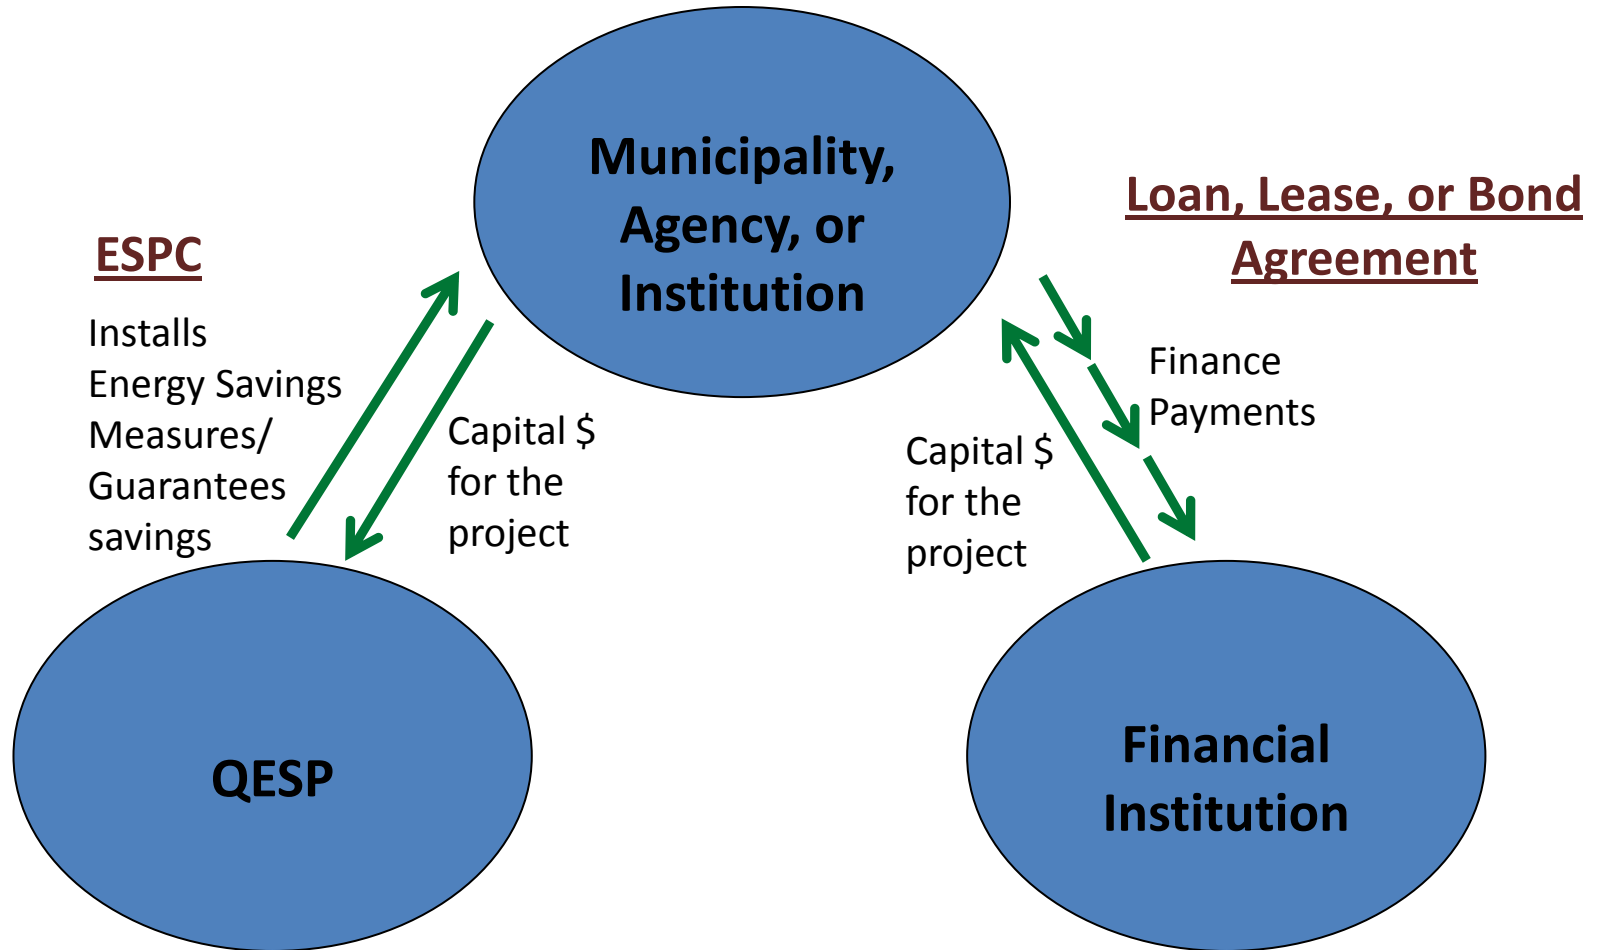 Municipality,
Agency, or
Institution
ESPC
Installs
Energy Savings
Measures/
Guarantees
savings
Capital $
for the
project
Loan, Lease, or Bond
Agreement
Finance
Payments
Capital $
for the
project
QESP
Financial
Institution